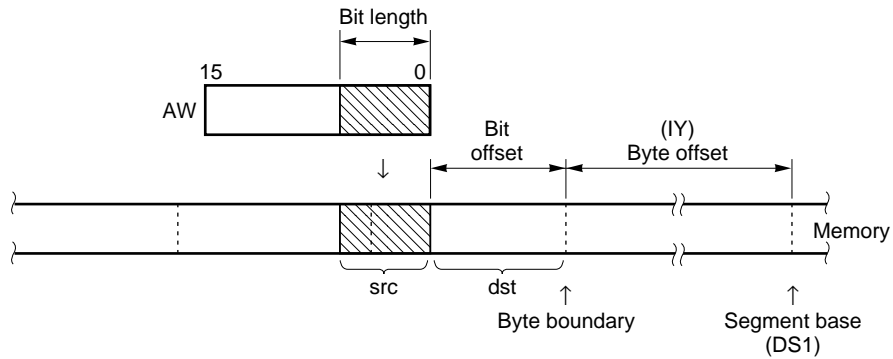 Bit length
15 0
AW
Bit offset
(IY) Byte offset
Memory
src dst
Byte boundary
Segment base (DS1)